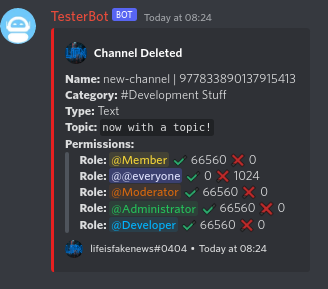 TesterBot BOT Today at 08:24
Channel Deleted
Name: new-channel | 977833890137915413
Category: #Development Stuff
Type: Text
Topic: now with a topic!
Permissions:
Role: @Member ✔ 66560 ❌ 0
Role: @@everyone ✔ 0 ❌ 1024
Role: @Moderator ✔ 66560 ❌ 0
Role: @Administrator ✔ 66560 ❌ 0
Role: @Developer ✔ 66560 ❌ 0
lifeisfakenews#0404 • Today at 08:24